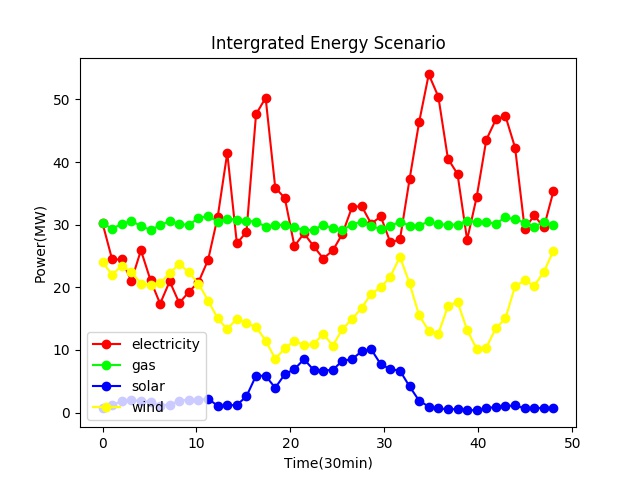 Intergrated Energy Scenario
Power(MW)
50
40
30
20
10
0
electricity
gas
solar
wind
0 10 20 30 40 50
Time(30min)